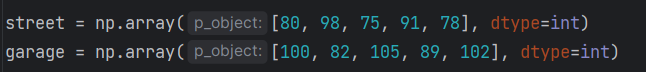 street = np.array( p_object: [80, 98, 75, 91, 78], dtype=int)
garage = np.array( p_object: [100, 82, 105, 89, 102], dtype=int)